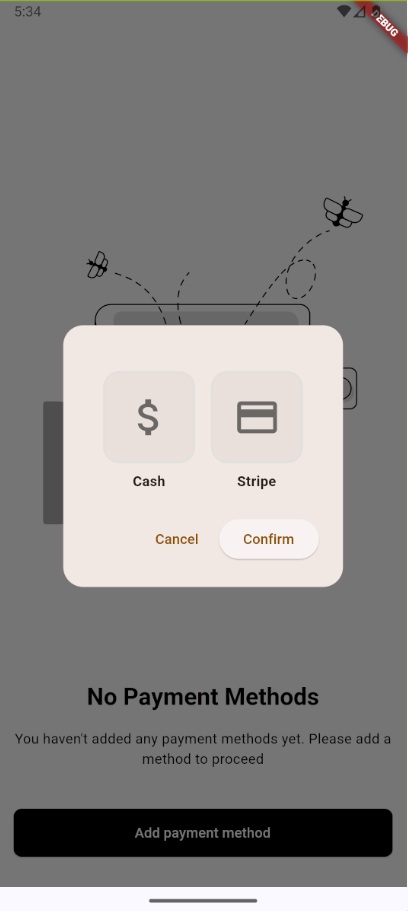 5:34
DEBUG
$
Cash
Stripe
Cancel
Confirm
No Payment Methods
You haven't added any payment methods yet. Please add a
method to proceed
Add payment method